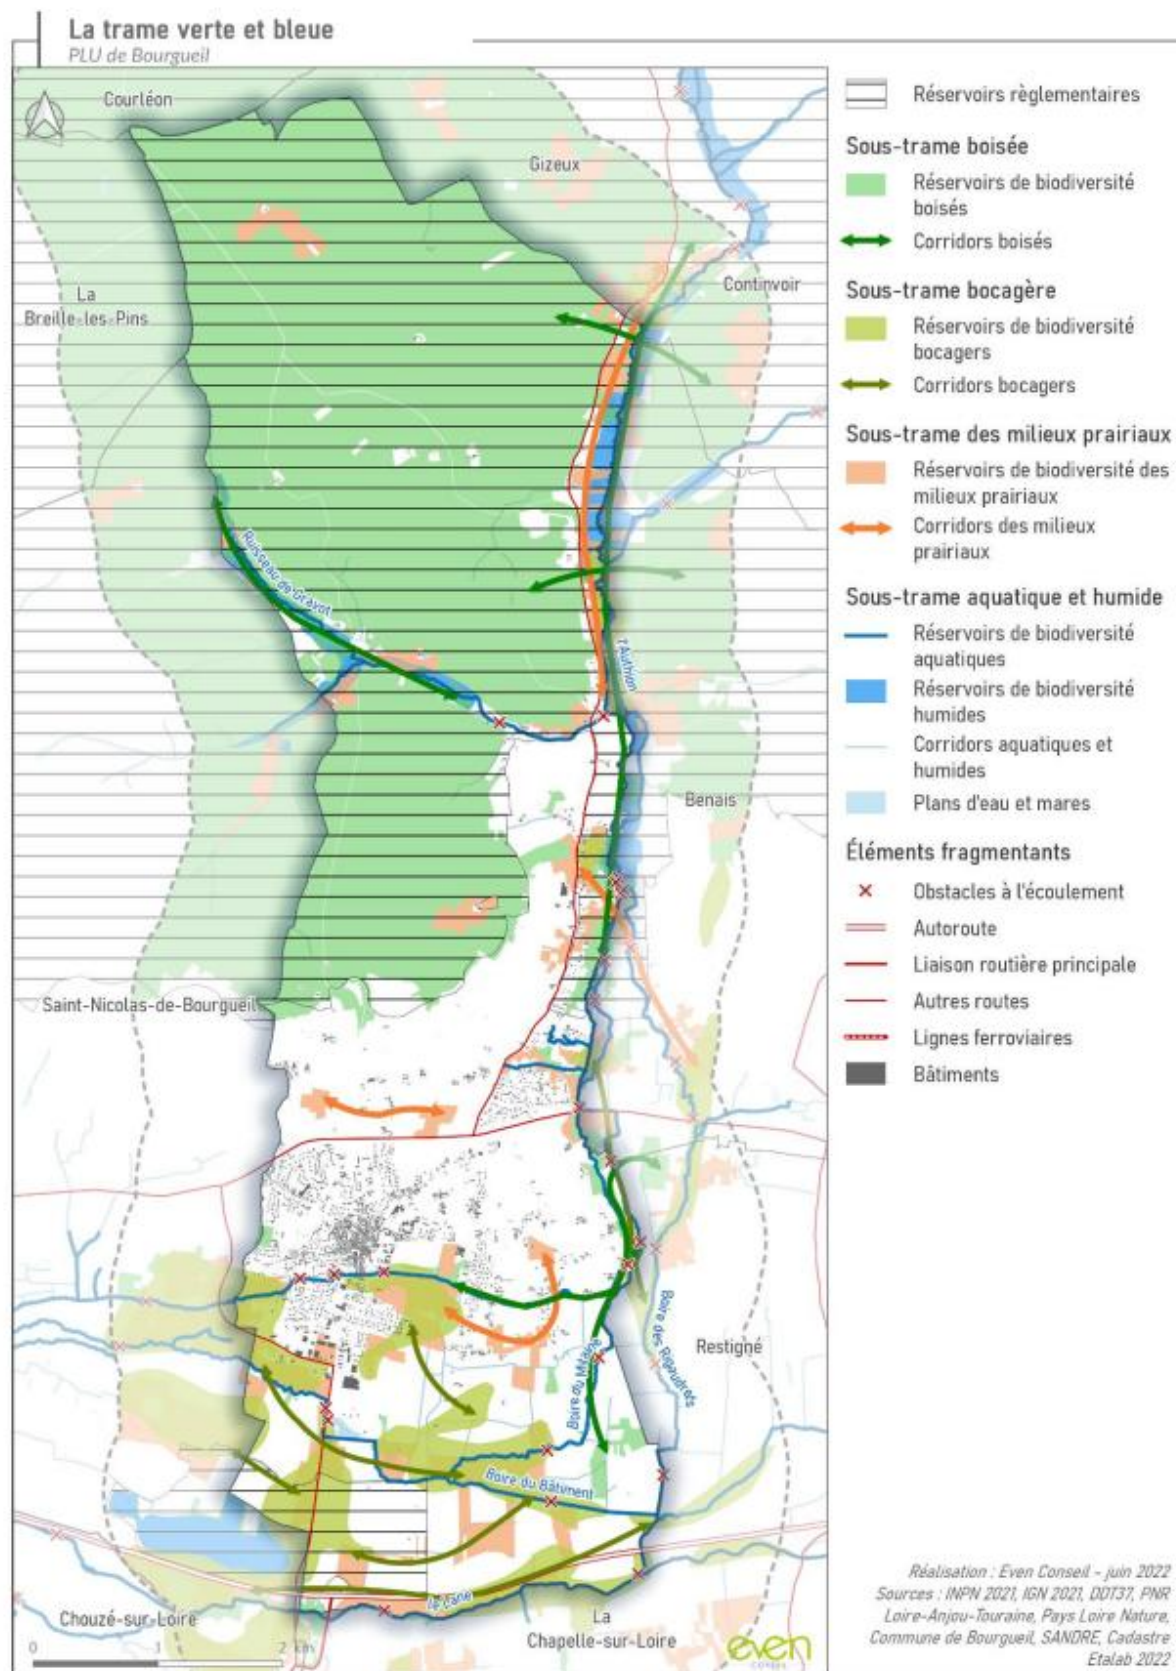 La trame verte et bleue
PLU de Bourgueil
Courléon
Gizeux
Continvoir
La
Breille-les-Pins
Ruisseau de Gravot
l'Authion
Benais
Saint-Nicolas-de-Bourgueil
Boire des Rigaudrets
Restigné
Boire du Mitaine
Boire du Bâtiment
le Lane
Chouzé-sur-Loire
La
Chapelle-sur-Loire
0 1 2 km
even
CONSEIL
Réservoirs règlementaires
Sous-trame boisée
Réservoirs de biodiversité
boisés
Corridors boisés
Sous-trame bocagère
Réservoirs de biodiversité
bocagers
Corridors bocagers
Sous-trame des milieux prairiaux
Réservoirs de biodiversité des
milieux prairiaux
Corridors des milieux
prairiaux
Sous-trame aquatique et humide
Réservoirs de biodiversité
aquatiques
Réservoirs de biodiversité
humides
Corridors aquatiques et
humides
Plans d'eau et mares
Éléments fragmentants
Obstacles à l'écoulement
Autoroute
Liaison routière principale
Autres routes
Lignes ferroviaires
Bâtiments
Réalisation : Even Conseil - juin 2022
Sources : INPN 2021, IGN 2021, DDT37, PNR
Loire-Anjou-Touraine, Pays Loire Nature,
Commune de Bourgueil, SANDRE, Cadastre
Etalab 2022